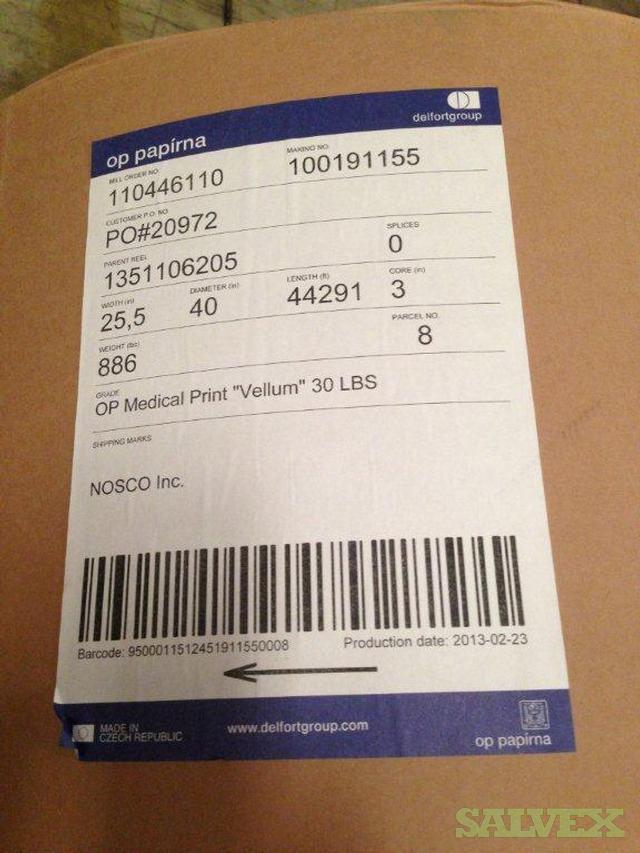 delfortgroup
op papírna
MILL ORDER NO. MAKING NO.
110446110 100191155
CUSTOMER P.O. NO.
PO#20972
PARENT REEL SPLICES
1351106205 0
WIDTH (in) DIAMETER (in) LENGTH (ft) CORE (in)
25,5 40 44291 3
WEIGHT (lbs) PARCEL NO.
886 8
GRADE
OP Medical Print "Vellum" 30 LBS
SHIPPING MARKS
NOSCO Inc.
Barcode: 9500011512451911550008 Production date: 2013-02-23
MADE IN
CZECH REPUBLIC
www.delfortgroup.com
op papírna
SALVEX